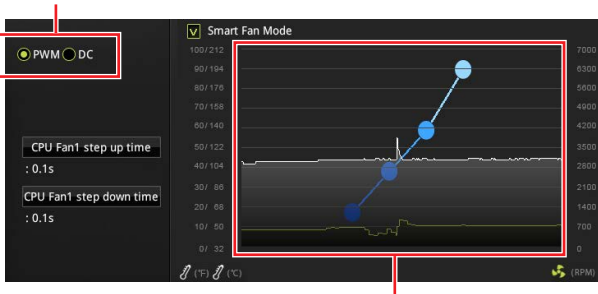 V Smart Fan Mode
PWM DC
100/212 7000
90/194 6300
80/176 5600
70/158 4900
60/140 4200
50/122 3500
40/104 2800
30/ 86 2100
20/ 68 1400
10/ 50 700
0/ 32 0
CPU Fan1 step up time
: 0.1s
CPU Fan1 step down time
: 0.1s
(°F) (°C) (RPM)